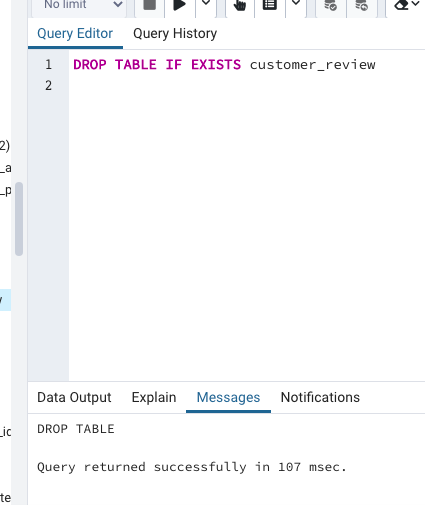 No limit
Query Editor
Query History
1 DROP TABLE IF EXISTS customer_review
2
2)
_a
_p
Data Output
Explain
Messages
Notifications
DROP TABLE
Query returned successfully in 107 msec.
_ic
te